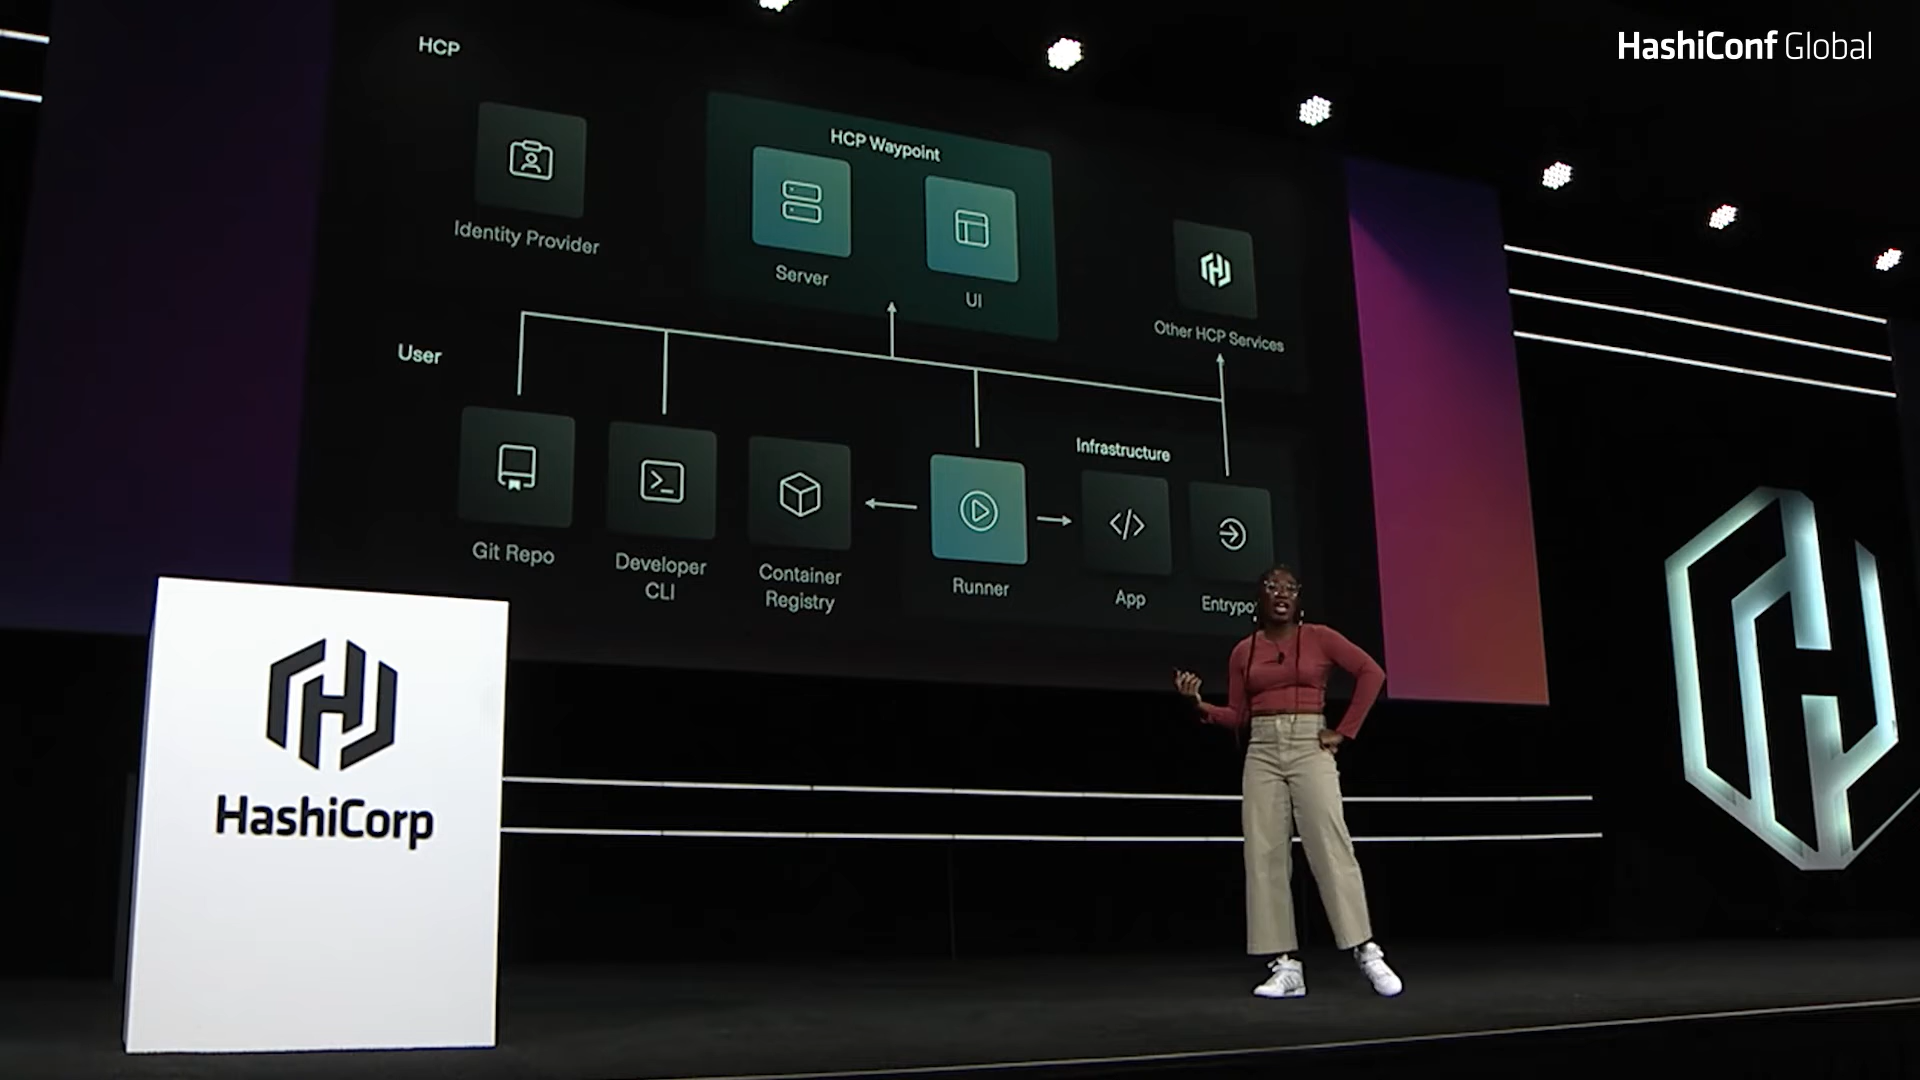 HashiConf Global
HCP
HCP Waypoint
Identity Provider
Server
UI
Other HCP Services
User
Infrastructure
Git Repo
Developer
CLI
Container
Registry
Runner
App
HashiCorp